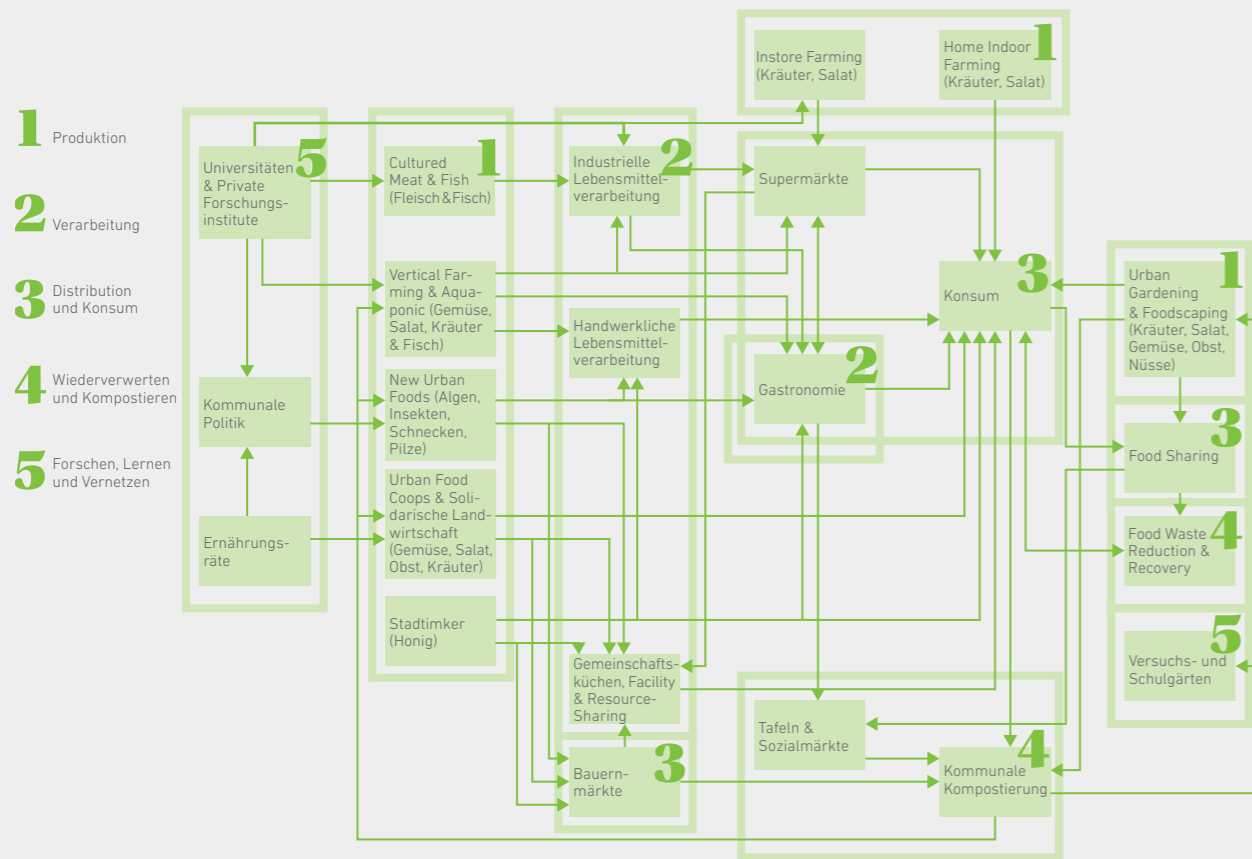 1 Produktion
2 Verarbeitung
3 Distribution
und Konsum
4 Wiederverwerten
und Kompostieren
5 Forschen, Lernen
und Vernetzen
5
Universitäten
& Private
Forschungs-
institute
Kommunale
Politik
Ernährungs-
räte
1
Cultured
Meat & Fish
(Fleisch & Fisch)
Vertical Far-
ming & Aqua-
ponic (Gemüse,
Salat, Kräuter
& Fisch)
New Urban
Foods (Algen,
Insekten,
Schnecken,
Pilze)
Urban Food
Coops & Soli-
darische Land-
wirtschaft
(Gemüse, Salat,
Obst, Kräuter)
Stadtimker
(Honig)
2
Industrielle
Lebensmittel-
verarbeitung
Handwerkliche
Lebensmittel-
verarbeitung
Gemeinschafts-
küchen, Facility
& Resource-
Sharing
3
Bauern-
märkte
Instore Farming
(Kräuter, Salat)
1
Home Indoor
Farming
(Kräuter, Salat)
Supermärkte
3
Konsum
2
Gastronomie
Tafeln &
Sozialmärkte
4
Kommunale
Kompostierung
1
Urban
Gardening
& Foodscaping
(Kräuter, Salat,
Gemüse, Obst,
Nüsse)
3
Food Sharing
4
Food Waste
Reduction &
Recovery
5
Versuchs- und
Schulgärten